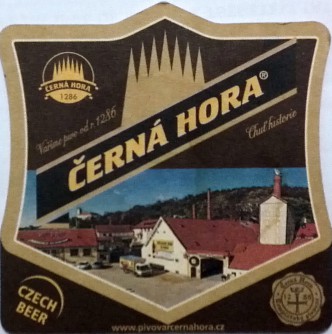 ČERNÁ HORA
1286
Vaříme pivo od r. 1286
ČERNÁ HORA®
Chuť historie
CZECH BEER
www.pivovarcernahora.cz